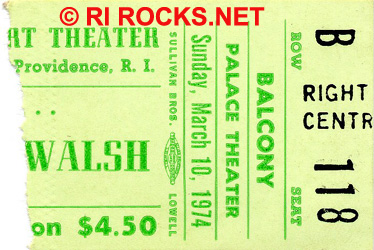 © RI ROCKS.NET
AT THEATER
Providence, R. I.
. .
WALSH
on $4.50
SULLIVAN BROS. LOWELL
Sunday, March 10, 1974
PALACE THEATER
BALCONY
ROW
SEAT
B
RIGHT
CENTR
118